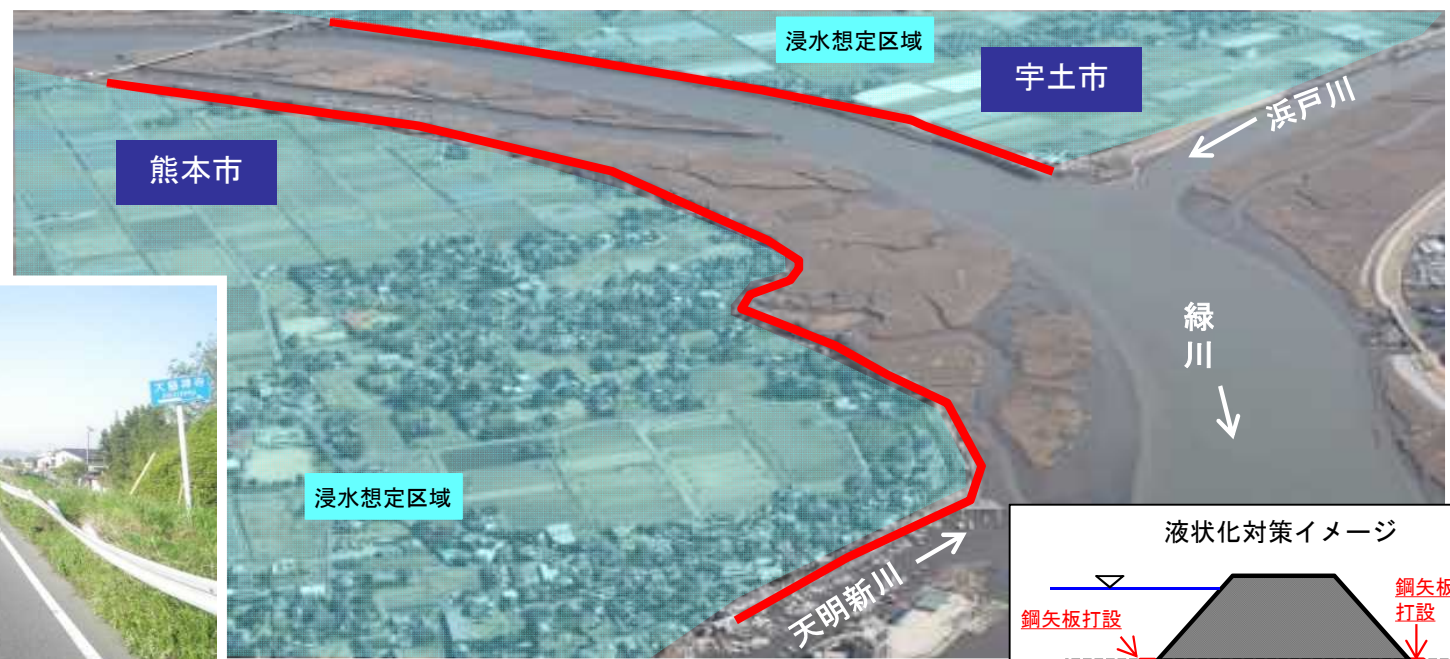 浸水想定区域
宇土市
浜戸川
熊本市
緑川
浸水想定区域
天明新川
液状化対策イメージ
鋼矢板打設
鋼矢板
打設